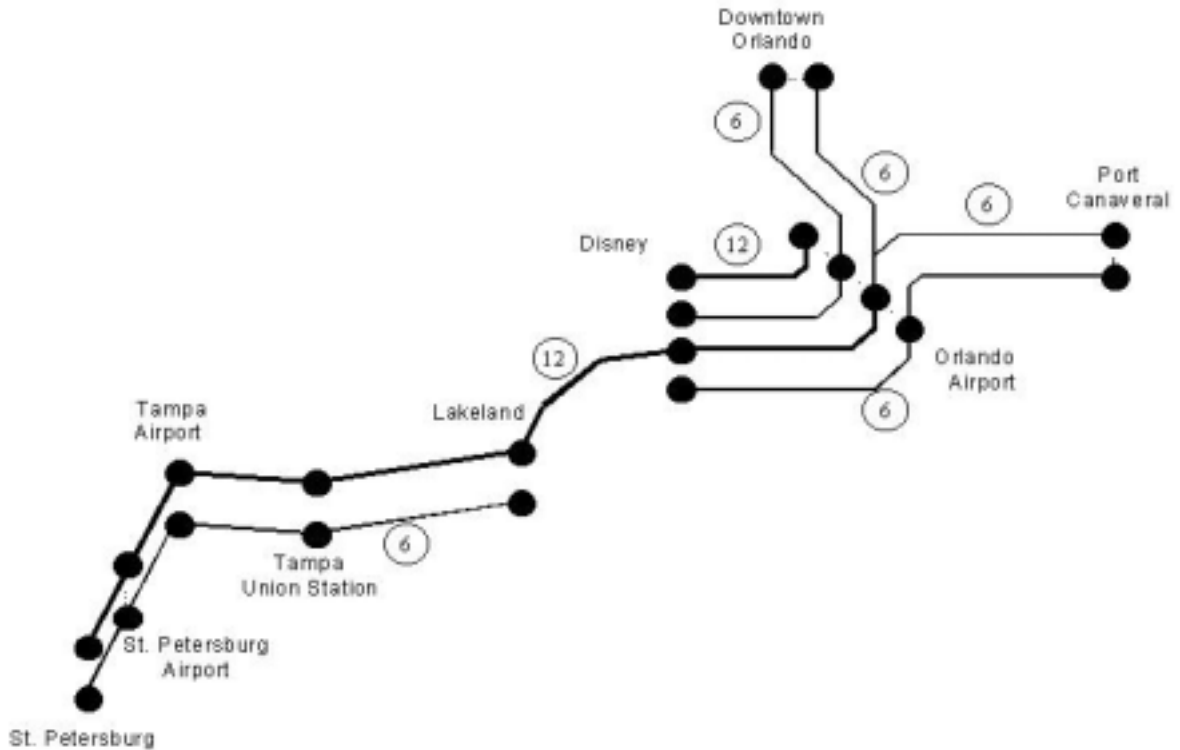 Downtown
Orlando
6
6
Port
Canaveral
6
Disney
12
12
Orlando
Airport
6
Lakeland
Tampa
Airport
6
Tampa
Union Station
St. Petersburg
Airport
St. Petersburg